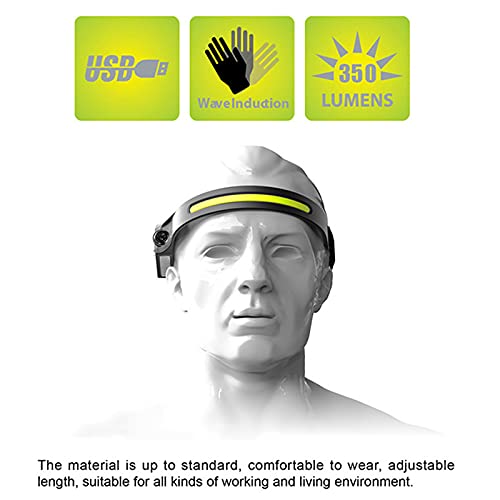 USB
WaveInduction
350
LUMENS
The material is up to standard, comfortable to wear, adjustable
length, suitable for all kinds of working and living environment.